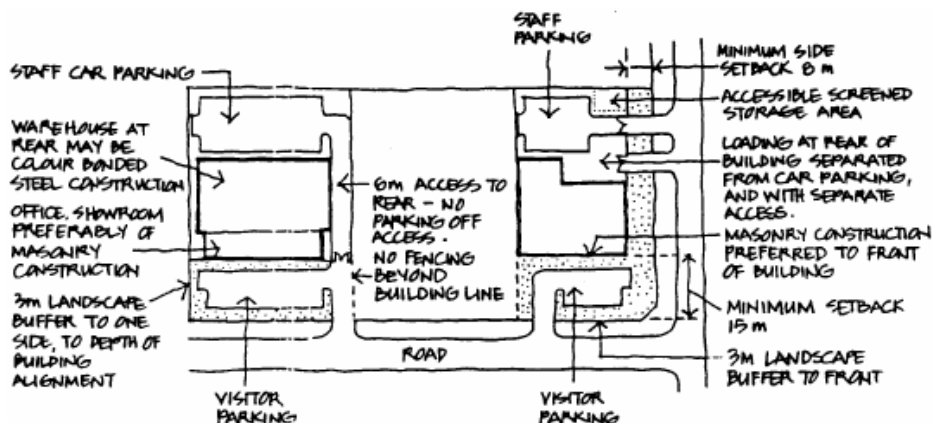 STAFF CAR PARKING
WAREHOUSE AT
REAR MAY BE
COLOUR BONDED
STEEL CONSTRUCTION
OFFICE, SHOWROOM
PREFERABLY OF
MASONRY
CONSTRUCTION
3M LANDSCAPE
BUFFER TO ONE
SIDE, TO DEPTH OF
BUILDING
ALIGNMENT
VISITOR
PARKING
6m ACCESS TO
REAR – NO
PARKING OFF
ACCESS.
NO FENCING
BEYOND
BUILDING LINE
ROAD
STAFF
PARKING
VISITOR
PARKING
MINIMUM SIDE
SETBACK 8 m
ACCESSIBLE SCREENED
STORAGE AREA
LOADING AT REAR OF
BUILDING SEPARATED
FROM CAR PARKING,
AND WITH SEPARATE
ACCESS.
MASONRY CONSTRUCTION
PREFERRED TO FRONT
OF BUILDING
MINIMUM SETBACK
15 m
3M LANDSCAPE
BUFFER TO FRONT